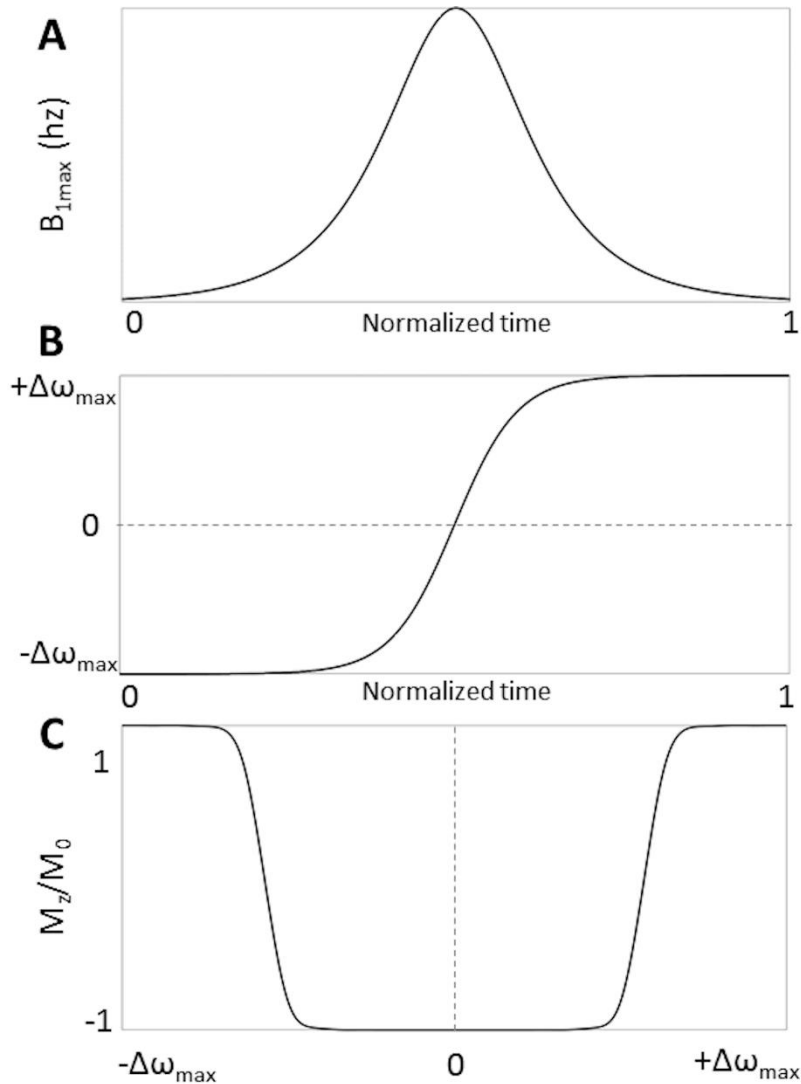 A
B₁max (hz)
0 Normalized time 1
B
+Δωmax
0
-Δωmax
0 Normalized time 1
C
1
Mz/M₀
-1
-Δωmax 0 +Δωmax